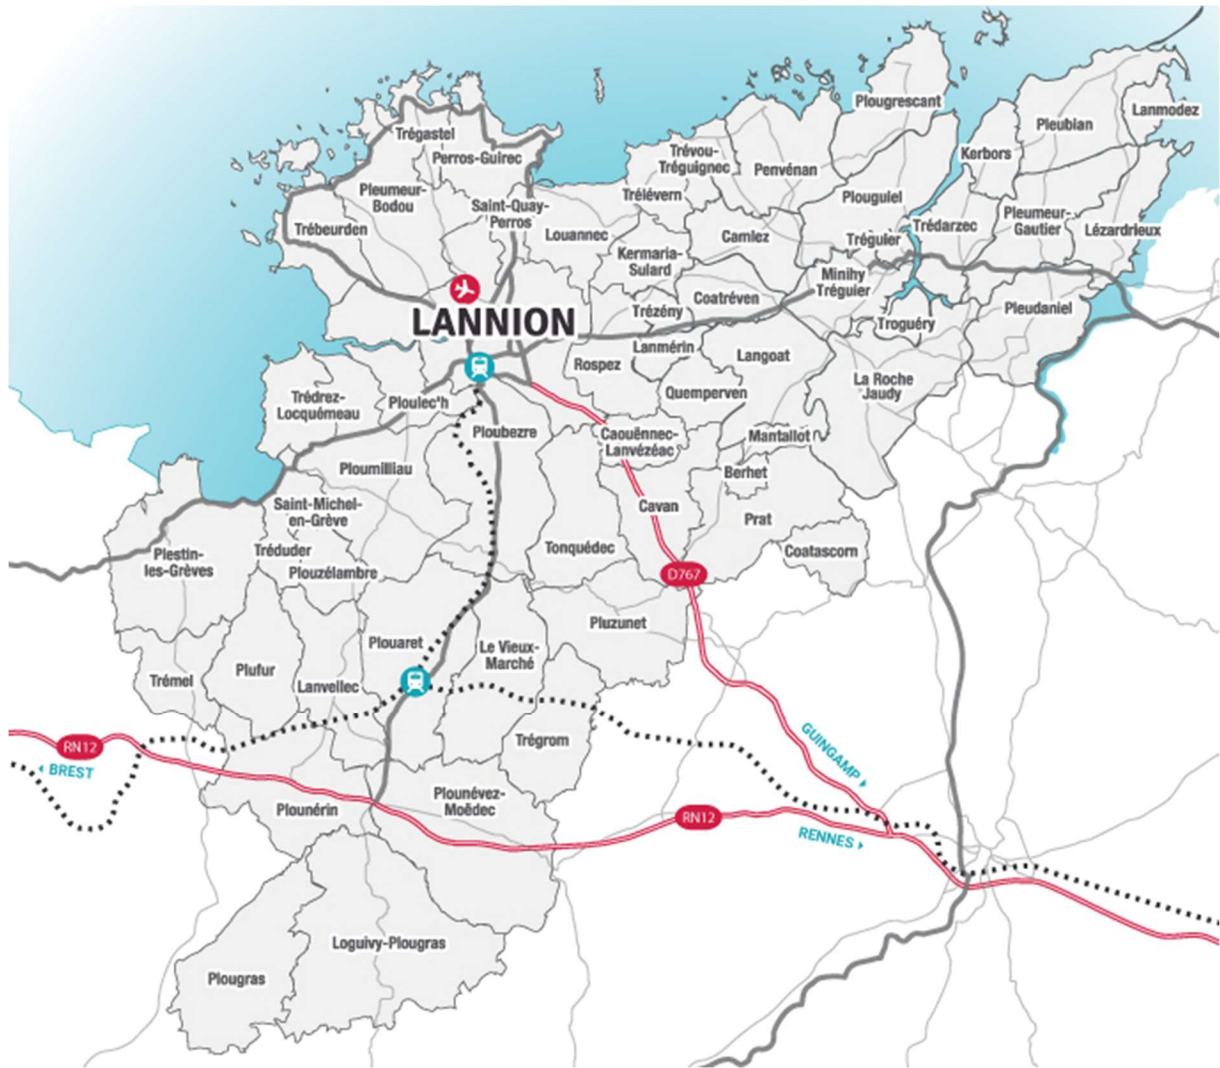 Plougrescant
Lanmodez
Pleubian
Trégastel
Perros-Guirec
Trévou-
Tréguignec
Penvénan
Kerbors
Pleumeur-
Bodou
Trélévern
Plouguiel
Saint-Quay-
Perros
Trébeurden
Louannec
Camlez
Tréguier
Trédarzec
Pleumeur-
Gautier
Lézardrieux
Kermaria-
Sulard
Minihy
Tréguier
Trézény
Coatréven
Pleudaniel
LANNION
Troguéry
Lanmérin
Langoat
Rospez
Quemperven
La Roche
Jaudy
Trédrez-
Locquémeau
Ploulec'h
Ploubezre
Caouënnec-
Lanvézéac
Mantallot
Ploumilliau
Berhet
Saint-Michel-
en-Grève
Cavan
Prat
Plestin-
les-Grèves
Tréduder
Plouzélambre
Tonquédec
Coatascorn
D767
Pluzunet
Plouaret
Le Vieux-
Marché
Trémel
Plufur
Lanvellec
Trégrom
RN12
BREST
GUINGAMP
Plounérin
Plounévez-
Moëdec
RN12
RENNES
Loguivy-Plougras
Plougras